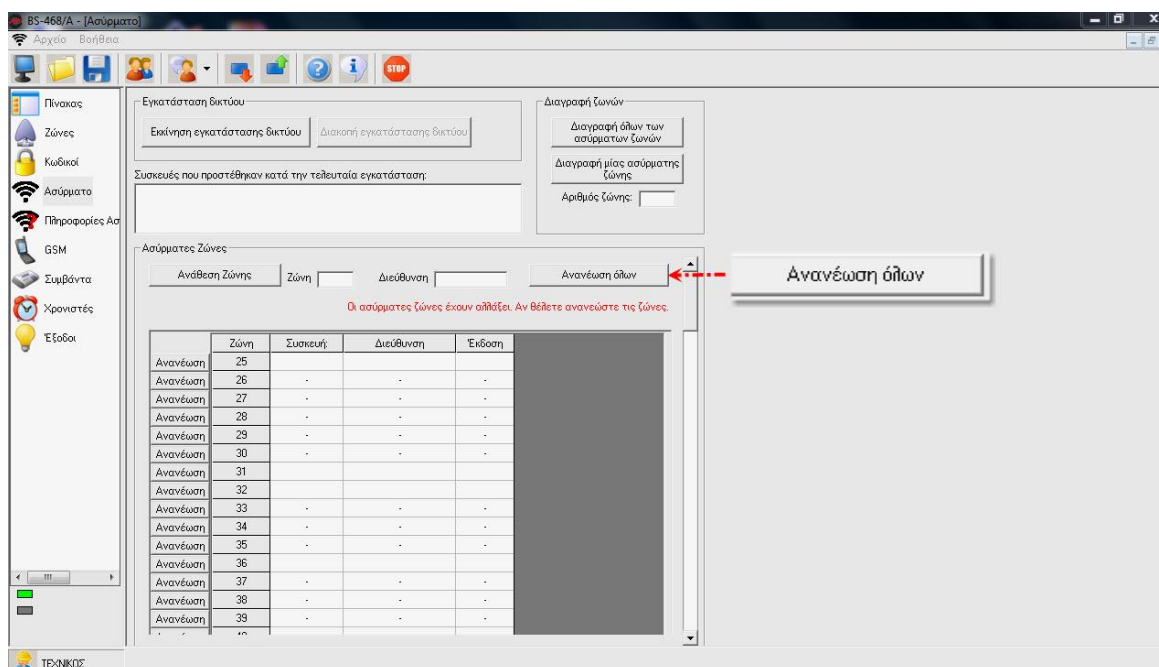 BS-468/A - [Ασύρματο]
Αρχείο Βοήθεια
STOP
Πίνακας
Ζώνες
Κωδικοί
Ασύρματο
Πληροφορίες Ασ
GSM
Συμβάντα
Χρονιστές
Έξοδοι
ΤΕΧΝΙΚΟΣ
Εγκατάσταση δικτύου
Εκκίνηση εγκατάστασης δικτύου
Διακοπή εγκατάστασης δικτύου
Συσκευές που προστέθηκαν κατά την τελευταία εγκατάσταση:
Διαγραφή ζωνών
Διαγραφή όλων των
ασύρματων ζωνών
Διαγραφή μίας ασύρματης
ζώνης
Αριθμός ζώνης:
Ασύρματες Ζώνες
Ανάθεση Ζώνης Ζώνη Διεύθυνση Ανανέωση όλων
Ανανέωση όλων
Οι ασύρματες ζώνες έχουν αλλάξει. Αν θέλετε ανανεώστε τις ζώνες.
Ζώνη Συσκευή: Διεύθυνση Έκδοση
Ανανέωση 25
Ανανέωση 26 - - -
Ανανέωση 27 - - -
Ανανέωση 28 - - -
Ανανέωση 29 - - -
Ανανέωση 30 - - -
Ανανέωση 31
Ανανέωση 32
Ανανέωση 33 - - -
Ανανέωση 34 - - -
Ανανέωση 35 - - -
Ανανέωση 36
Ανανέωση 37 - - -
Ανανέωση 38 - - -
Ανανέωση 39 - - -